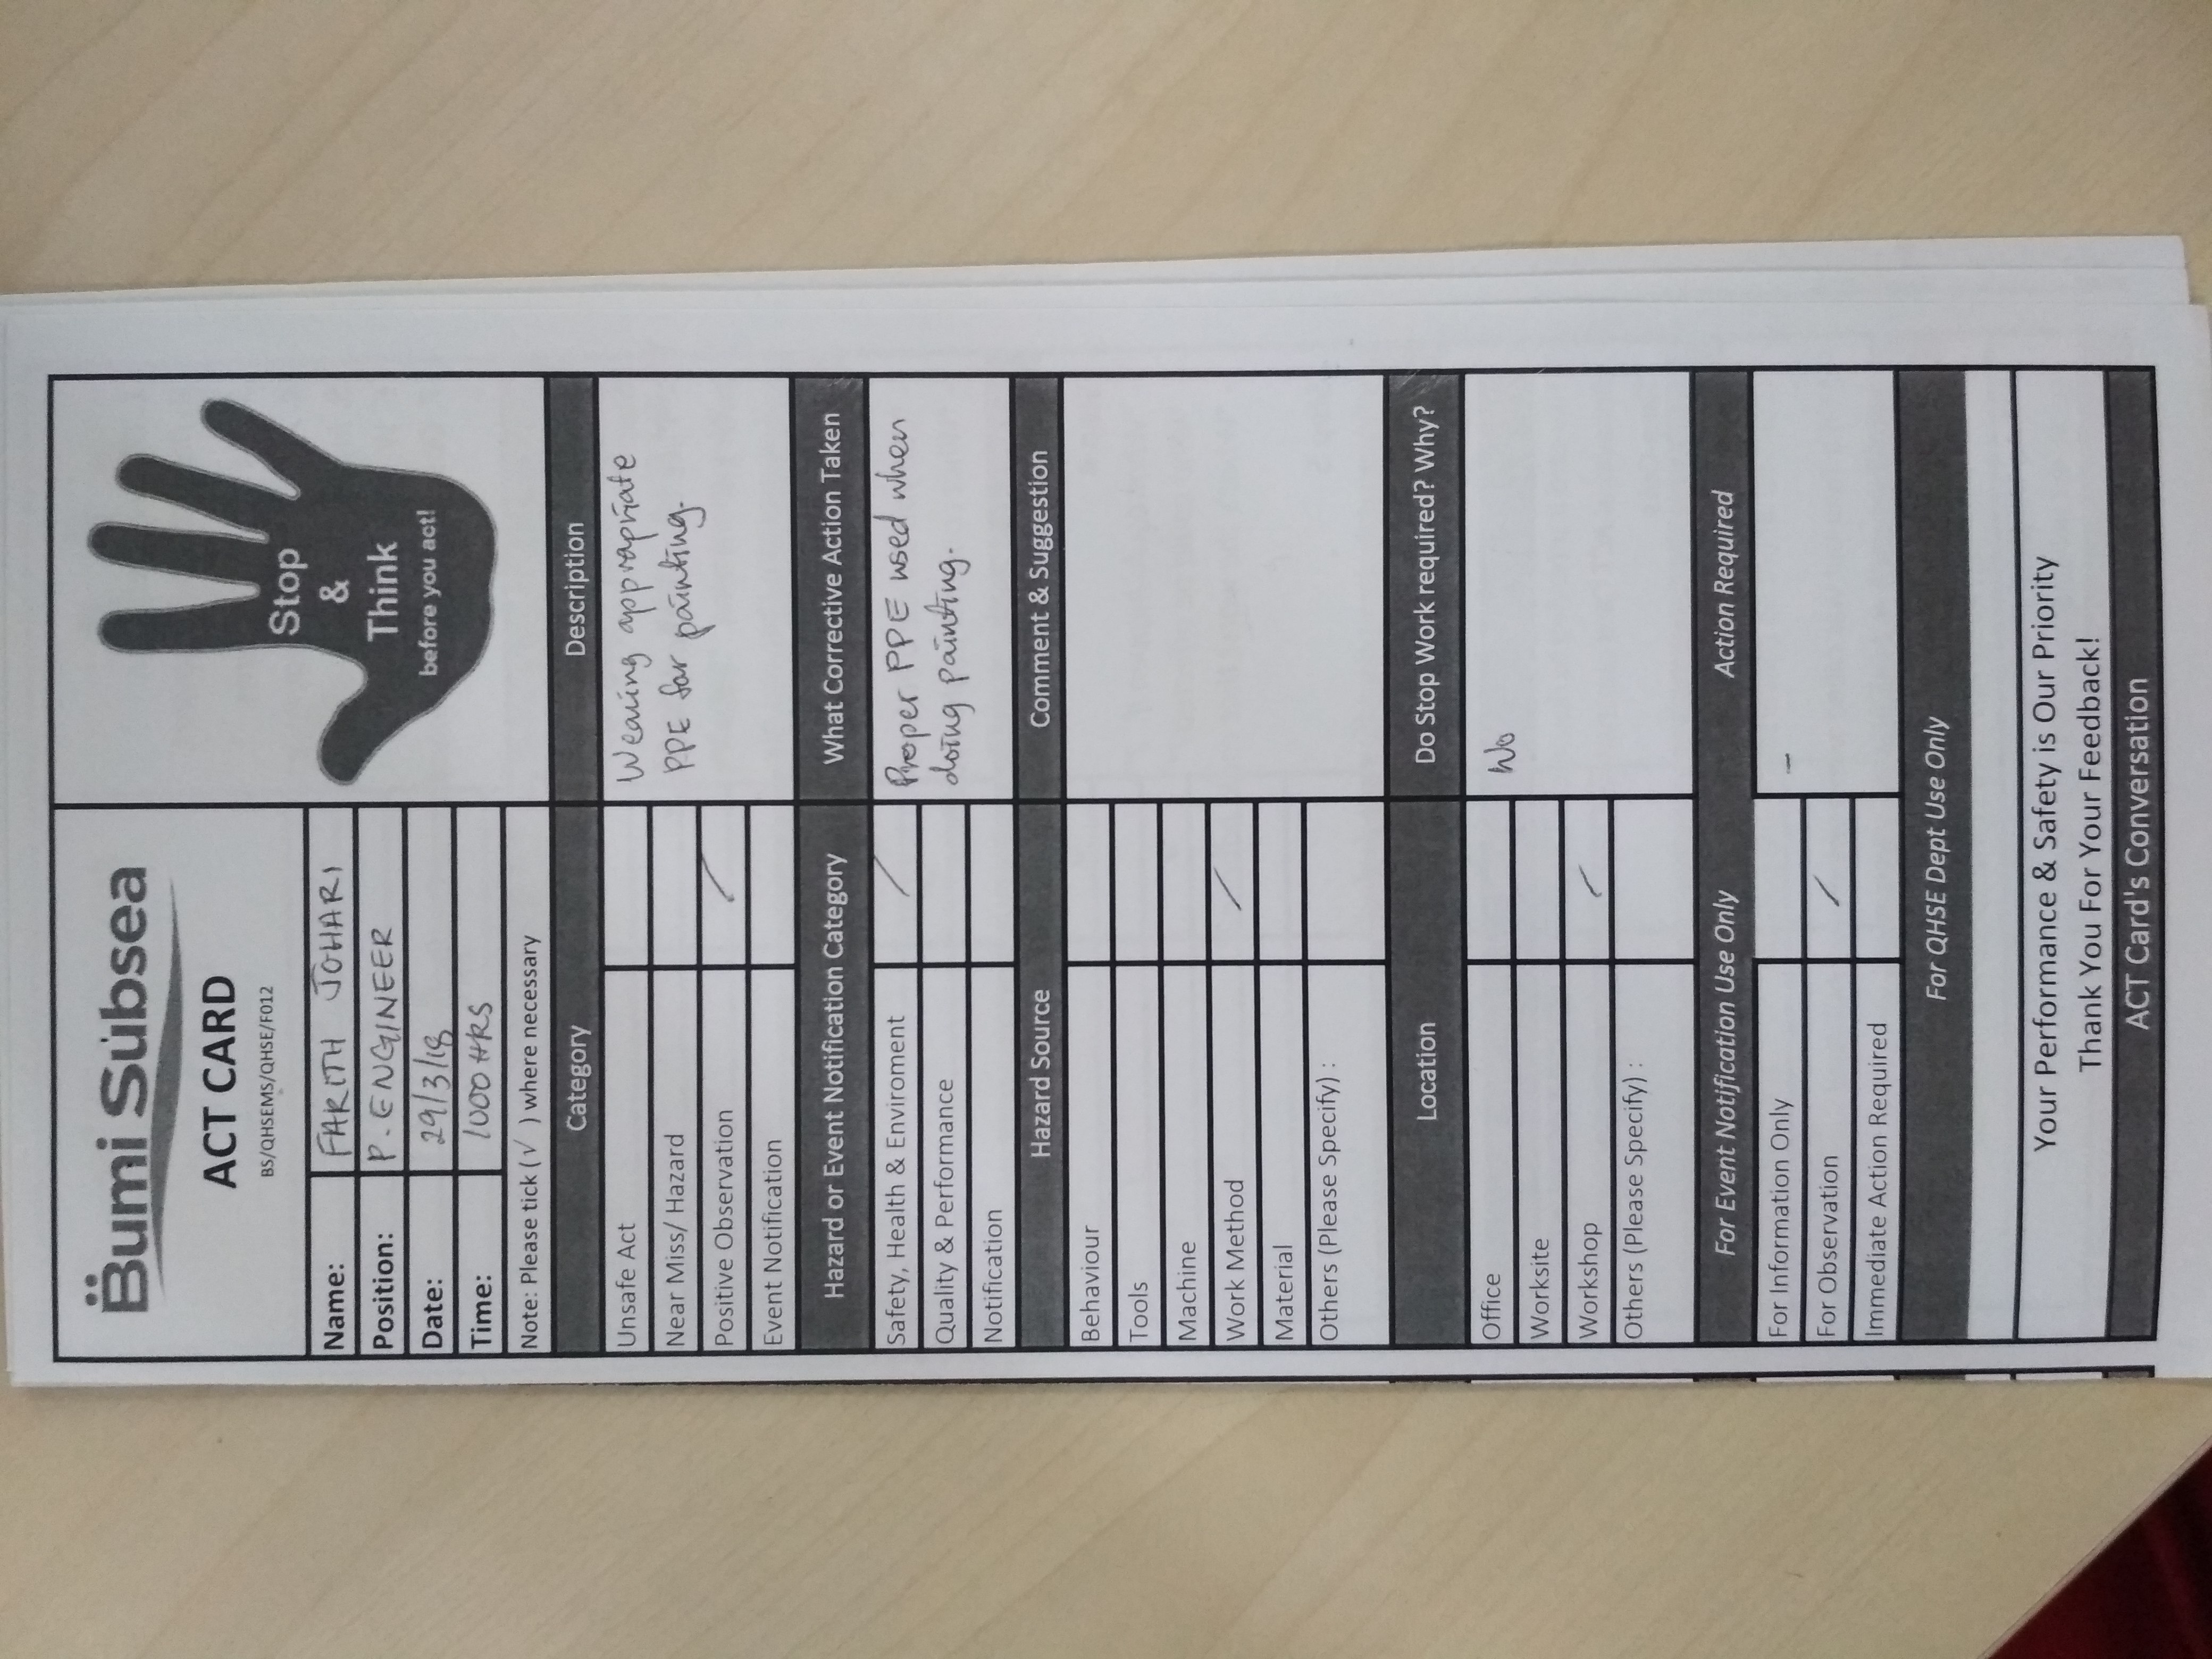 Bumi Subsea
ACT CARD
BS/QHSEMS/QHSE/F012
Stop
&
Think
before you act!
Name: FARITH JOHARI
Position: P. ENGINEER
Date: 29/3/18
Time: 1000 HRS
Note: Please tick (√ ) where necessary
Category Description
Unsafe Act
Near Miss/ Hazard
Positive Observation /
Event Notification
Wearing appropriate
PPE for painting.
Hazard or Event Notification Category What Corrective Action Taken
Safety, Health & Enviroment /
Quality & Performance
Notification
Proper PPE used when
doing painting.
Hazard Source Comment & Suggestion
Behaviour
Tools
Machine
Work Method /
Material
Others (Please Specify) :
Location Do Stop Work required? Why?
Office
Worksite
Workshop /
Others (Please Specify) :
No
For Event Notification Use Only Action Required
For Information Only -
For Observation /
Immediate Action Required
For QHSE Dept Use Only
Your Performance & Safety is Our Priority
Thank You For Your Feedback!
ACT Card's Conversation